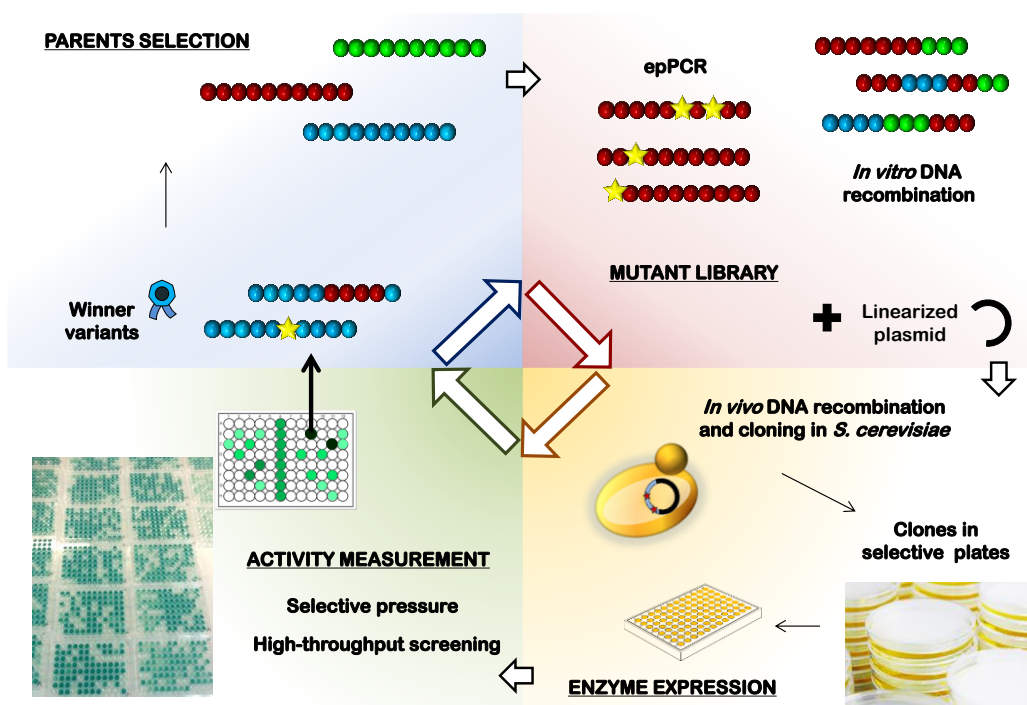 PARENTS SELECTION
Winner
variants
epPCR
In vitro DNA
recombination
MUTANT LIBRARY
Linearized
plasmid
In vivo DNA recombination
and cloning in S. cerevisiae
Clones in
selective plates
ENZYME EXPRESSION
ACTIVITY MEASUREMENT
Selective pressure
High-throughput screening